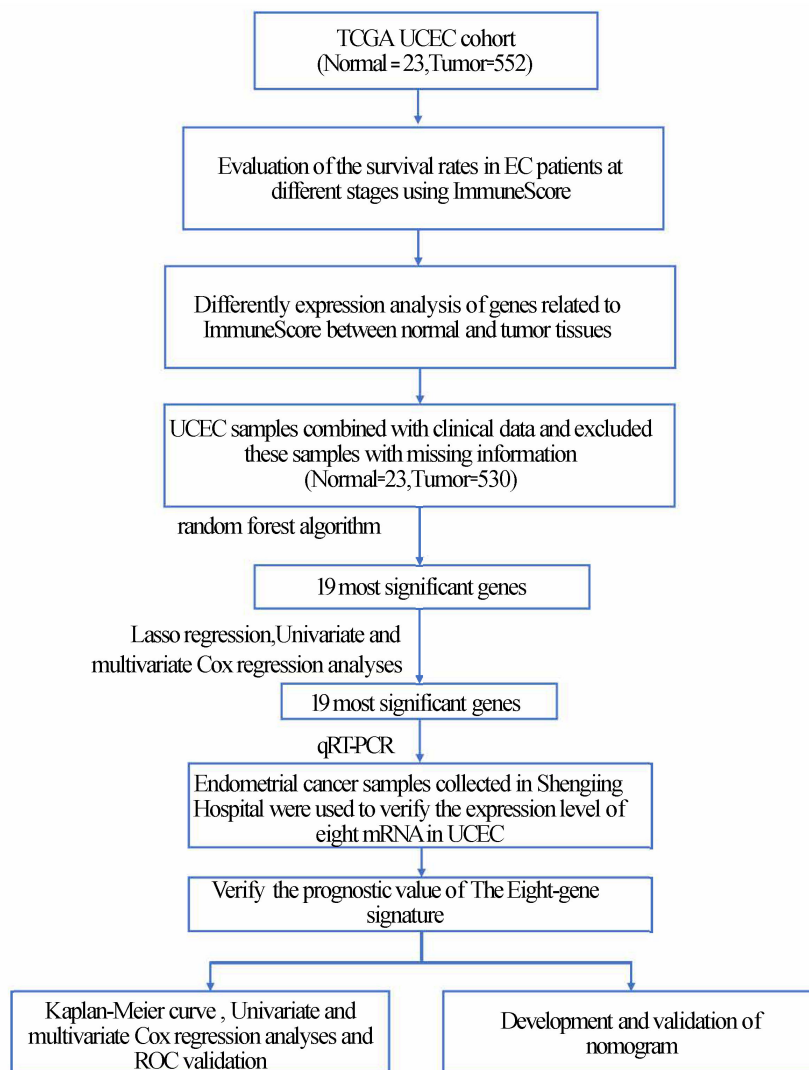 TCGA UCEC cohort
(Normal=23,Tumor=552)
Evaluation of the survival rates in EC patients at
different stages using ImmuneScore
Differently expression analysis of genes related to
ImmuneScore between normal and tumor tissues
UCEC samples combined with clinical data and excluded
these samples with missing information
(Normal=23,Tumor=530)
random forest algorithm
19 most significant genes
Lasso regression,Univariate and
multivariate Cox regression analyses
19 most significant genes
qRT-PCR
Endometrial cancer samples collected in Shengiing
Hospital were used to verify the expression level of
eight mRNA in UCEC
Verify the prognostic value of The Eight-gene
signature
Kaplan-Meier curve , Univariate and
multivariate Cox regression analyses and
ROC validation
Development and validation of
nomogram